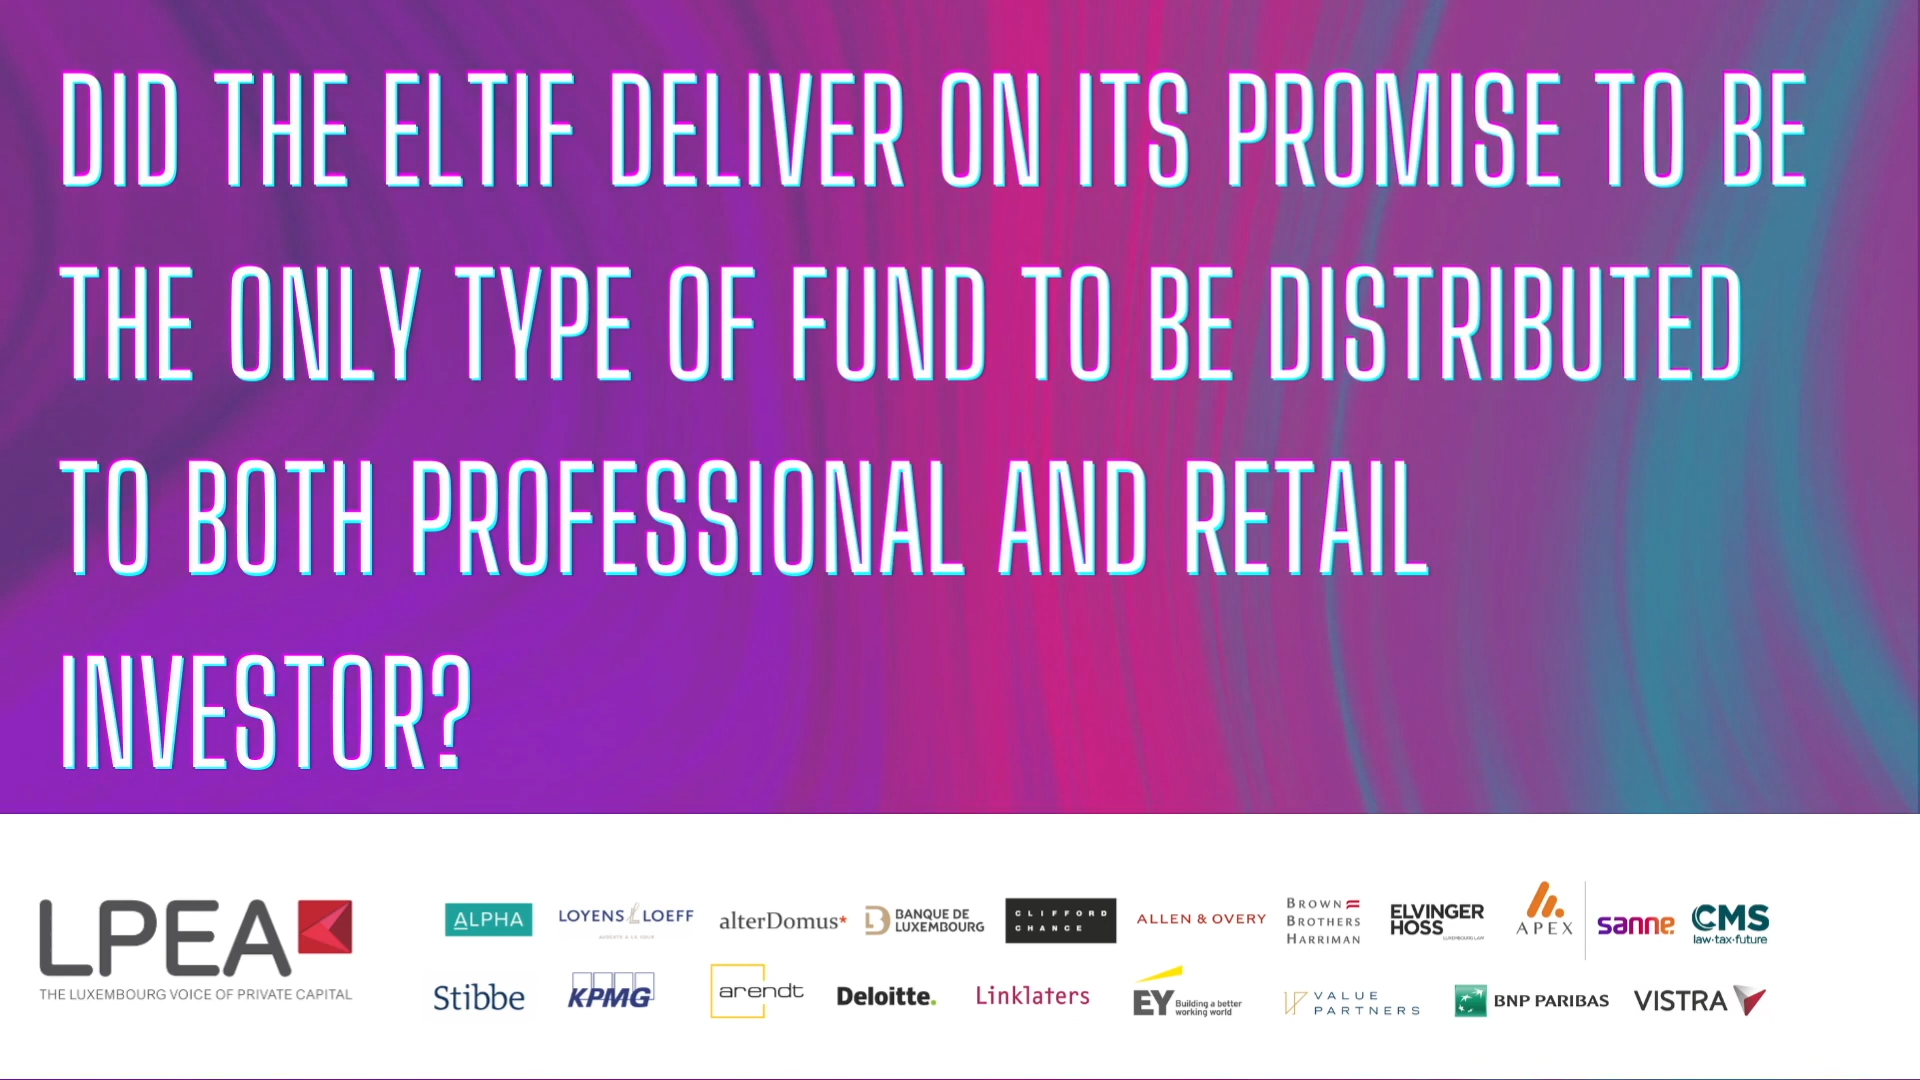 DID THE ELTIF DELIVER ON ITS PROMISE TO BE
THE ONLY TYPE OF FUND TO BE DISTRIBUTED
TO BOTH PROFESSIONAL AND RETAIL
INVESTOR?
LPEA
THE LUXEMBOURG VOICE OF PRIVATE CAPITAL
ALPHA
LOYENS L LOEFF
alterDomus*
BANQUE DE
LUXEMBOURG
CLIFFORD
CHANCE
ALLEN & OVERY
BROWN
BROTHERS
HARRIMAN
ELVINGER
HOSS
LUXEMBOURG LAW
APEX
sanne
CMS
law·tax·future
Stibbe
KPMG
arendt
Deloitte.
Linklaters
EY
Building a better
working world
VALUE
PARTNERS
BNP PARIBAS
VISTRA